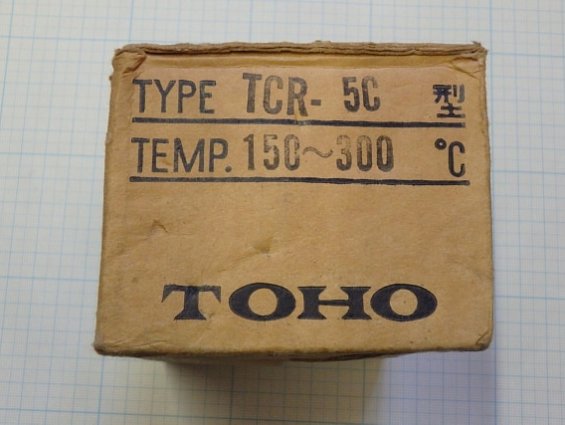 TYPE TCR- 5C 型
TEMP. 150～300 ℃
TOHO